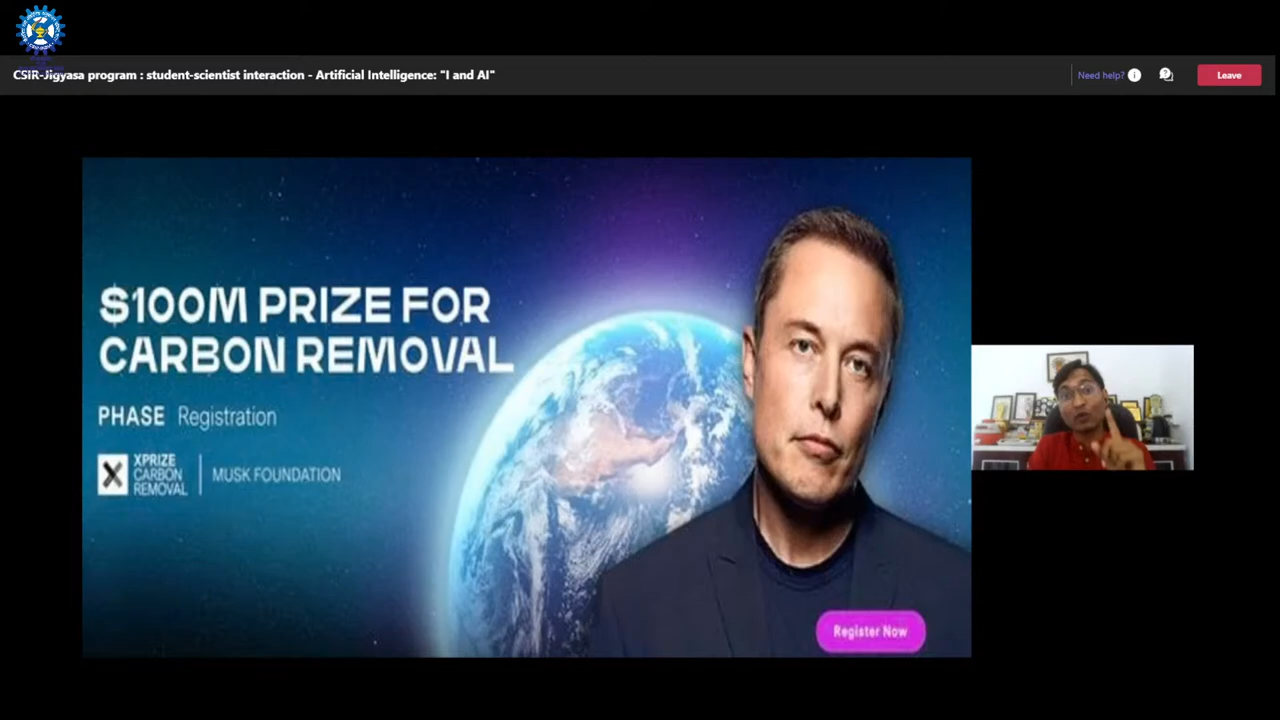 CSIR-Jigyasa program : student-scientist interaction - Artificial Intelligence: "I and AI"
Need help?
Leave
$100M PRIZE FOR
CARBON REMOVAL
PHASE Registration
XPRIZE
CARBON
REMOVAL
MUSK FOUNDATION
Register Now